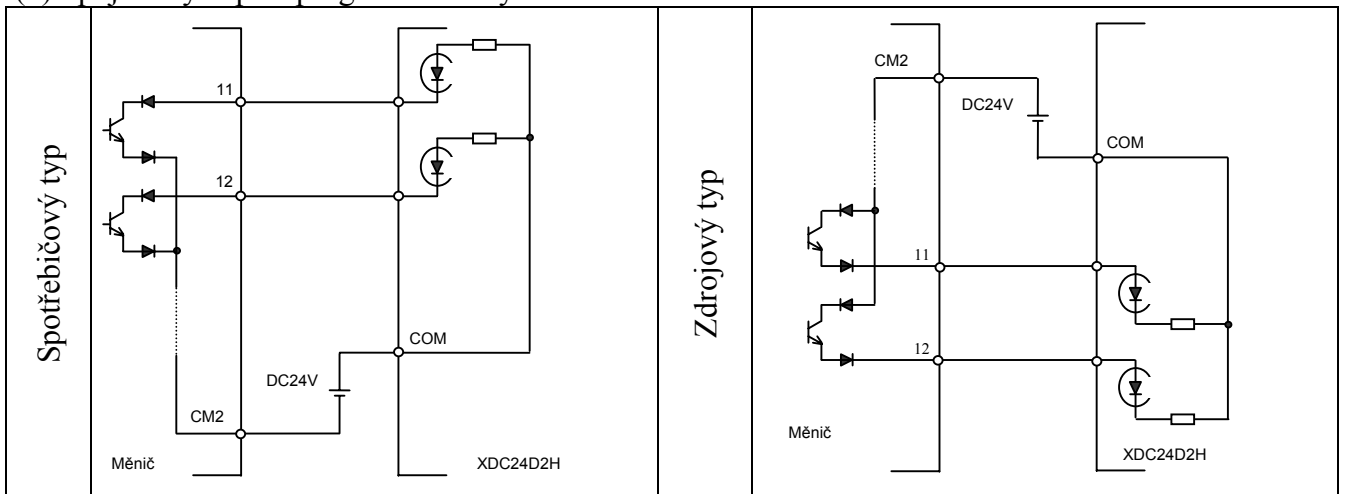 Spotřebičový typ
11
12
COM
DC24V
CM2
Měnič
XDC24D2H
Zdrojový typ
CM2
DC24V
COM
11
12
Měnič
XDC24D2H